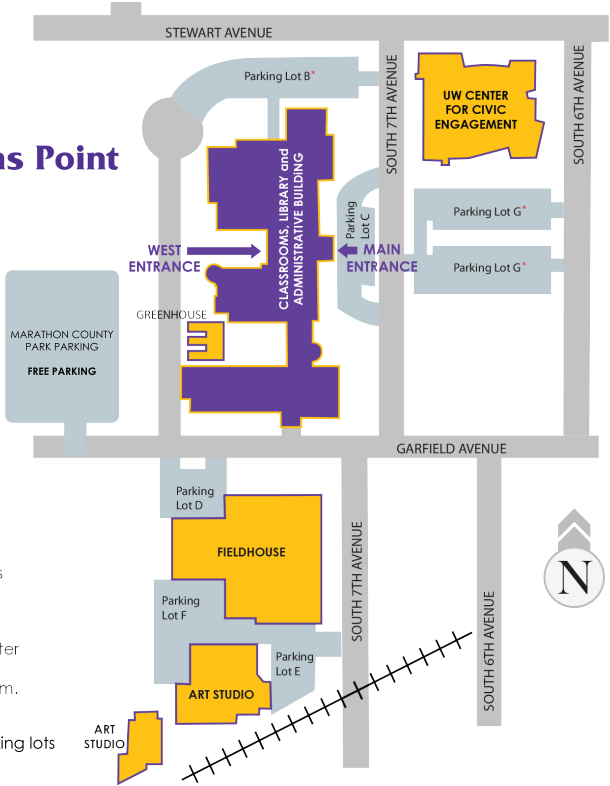 STEWART AVENUE
Parking Lot B*
SOUTH 7TH AVENUE
UW CENTER
FOR CIVIC
ENGAGEMENT
SOUTH 6TH AVENUE
Point
CLASSROOMS, LIBRARY and
ADMINISTRATIVE BUILDING
Parking
Lot C
Parking Lot G*
WEST
ENTRANCE
MAIN
ENTRANCE
Parking Lot G*
GREENHOUSE
MARATHON COUNTY
PARK PARKING
FREE PARKING
GARFIELD AVENUE
Parking
Lot D
FIELDHOUSE
SOUTH 7TH AVENUE
N
Parking
Lot F
SOUTH 6TH AVENUE
Parking
Lot E
ART STUDIO
ART
STUDIO
lots